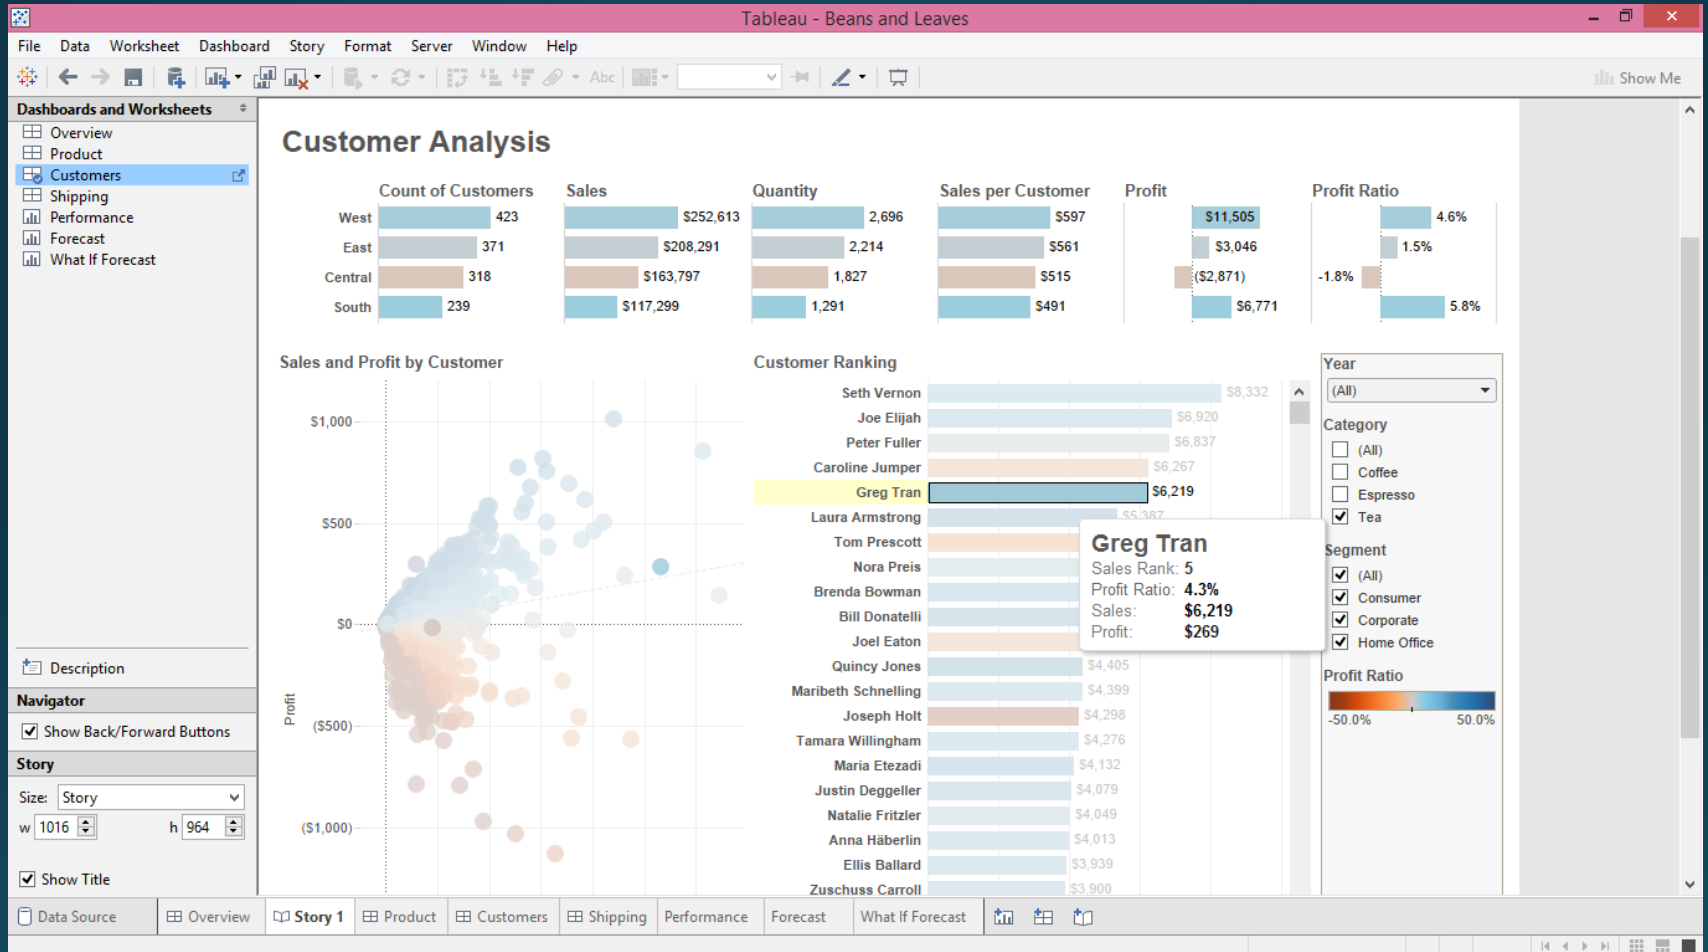 Tableau - Beans and Leaves
File Data Worksheet Dashboard Story Format Server Window Help
Abc
Show Me
Dashboards and Worksheets
Overview
Product
Customers
Shipping
Performance
Forecast
What If Forecast
Description
Navigator
Show Back/Forward Buttons
Story
Size: Story
w 1016 h 964
Show Title
Customer Analysis
Count of Customers Sales Quantity Sales per Customer Profit Profit Ratio
West 423 $252,613 2,696 $597 $11,505 4.6%
East 371 $208,291 2,214 $561 $3,046 1.5%
Central 318 $163,797 1,827 $515 ($2,871) -1.8%
South 239 $117,299 1,291 $491 $6,771 5.8%
Sales and Profit by Customer
$1,000
$500
$0
($500)
($1,000)
Profit
Customer Ranking
Seth Vernon $8,332
Joe Elijah $6,920
Peter Fuller $6,837
Caroline Jumper $6,267
Greg Tran $6,219
Laura Armstrong $5,387
Tom Prescott
Nora Preis
Brenda Bowman
Bill Donatelli
Joel Eaton
Quincy Jones $4,405
Maribeth Schnelling $4,399
Joseph Holt $4,298
Tamara Willingham $4,276
Maria Etezadi $4,132
Justin Deggeller $4,079
Natalie Fritzler $4,049
Anna Häberlin $4,013
Ellis Ballard $3,939
Zuschuss Carroll $3,900
Greg Tran
Sales Rank: 5
Profit Ratio: 4.3%
Sales: $6,219
Profit: $269
Year
(All)
Category
(All)
Coffee
Espresso
Tea
Segment
(All)
Consumer
Corporate
Home Office
Profit Ratio
-50.0% 50.0%
Data Source Overview Story 1 Product Customers Shipping Performance Forecast What If Forecast